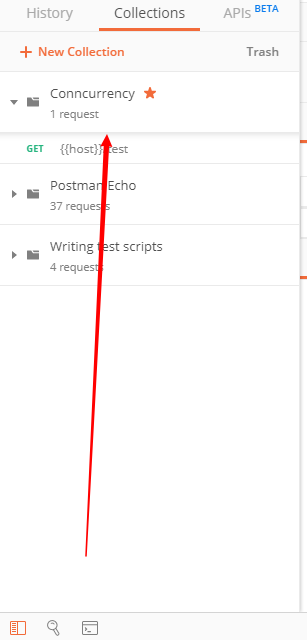 History Collections APIs BETA
+ New Collection Trash
Conncurrency
1 request
GET {{host}}/test
Postman Echo
37 requests
Writing test scripts
4 requests